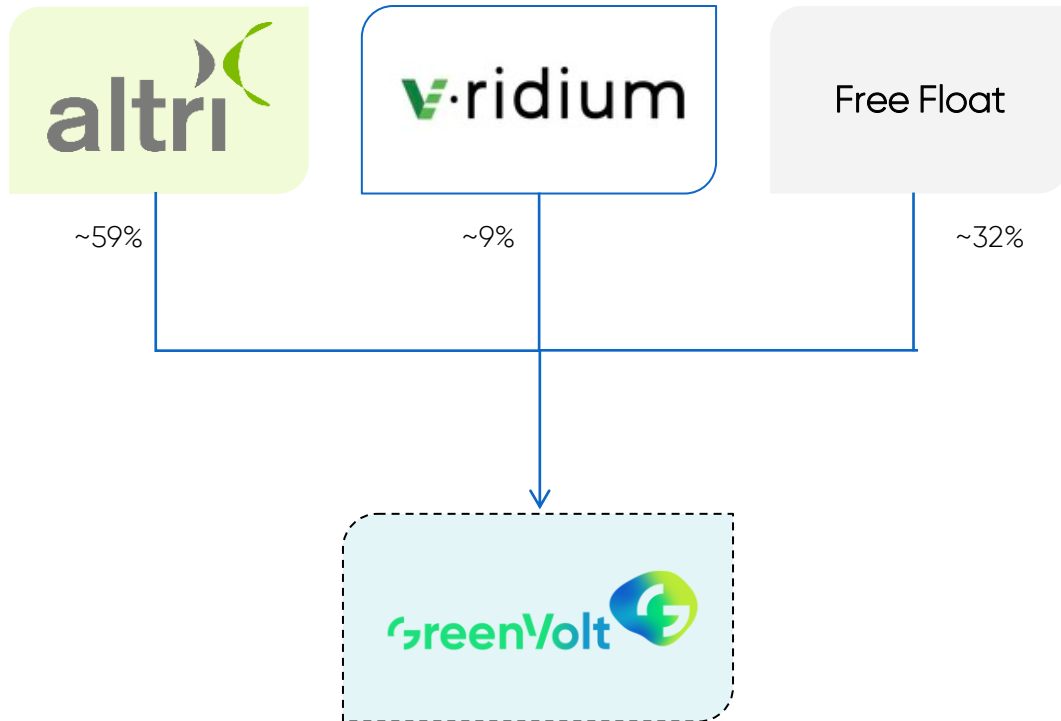 altri
V·ridium
Free Float
~59%
~9%
~32%
GreenVolt
G